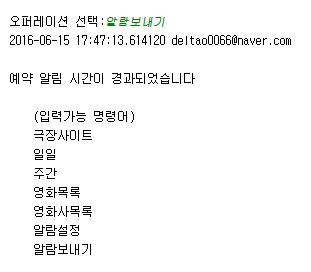 오퍼레이션 선택:알람보내기
2016-06-15 17:47:13.614120 deltao0066@naver.com
예약 알림 시간이 경과되었습니다
(입력가능 명령어)
극장사이트
일일
주간
영화목록
영화사목록
알람설정
알람보내기